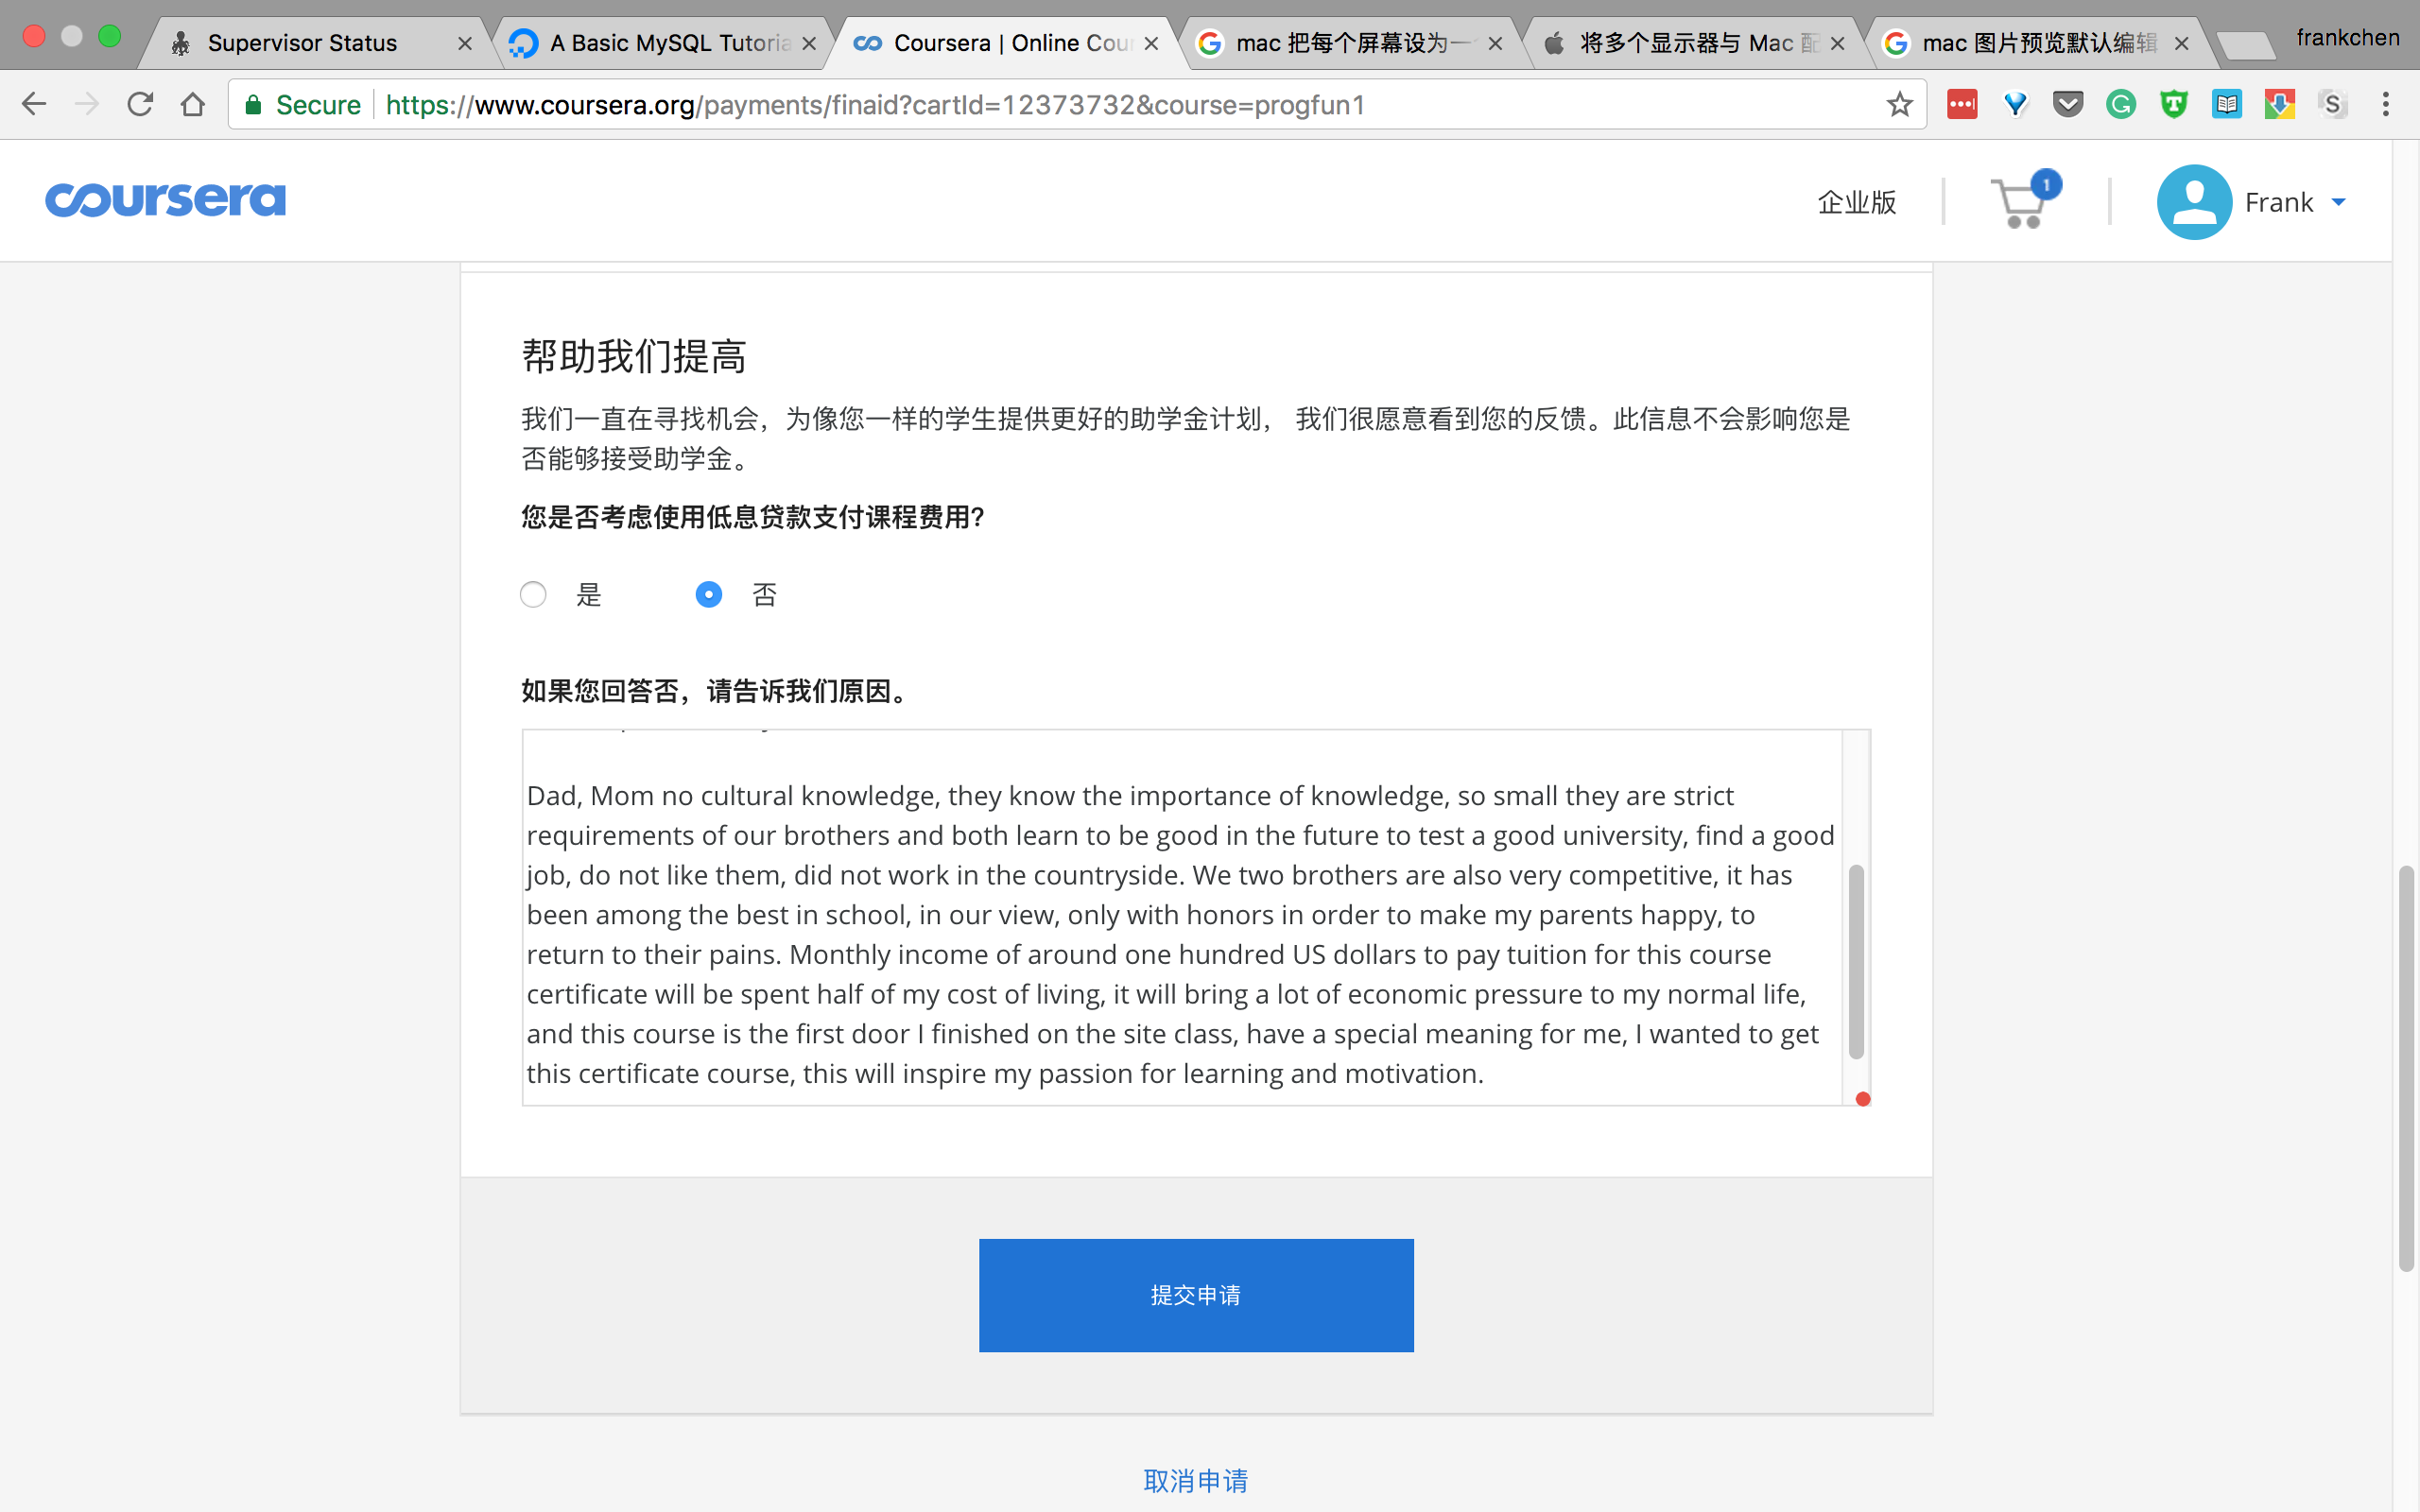 Supervisor Status
A Basic MySQL Tutoria
Coursera | Online Cour
mac 把每个屏幕设为一
将多个显示器与 Mac 配
mac 图片预览默认编辑
frankchen
Secure
https://www.coursera.org/payments/finaid?cartId=12373732&course=progfun1
coursera
企业版
1
Frank
帮助我们提高
我们一直在寻找机会，为像您一样的学生提供更好的助学金计划， 我们很愿意看到您的反馈。此信息不会影响您是
否能够接受助学金。
您是否考虑使用低息贷款支付课程费用?
是
否
如果您回答否，请告诉我们原因。
Dad, Mom no cultural knowledge, they know the importance of knowledge, so small they are strict
requirements of our brothers and both learn to be good in the future to test a good university, find a good
job, do not like them, did not work in the countryside. We two brothers are also very competitive, it has
been among the best in school, in our view, only with honors in order to make my parents happy, to
return to their pains. Monthly income of around one hundred US dollars to pay tuition for this course
certificate will be spent half of my cost of living, it will bring a lot of economic pressure to my normal life,
and this course is the first door I finished on the site class, have a special meaning for me, I wanted to get
this certificate course, this will inspire my passion for learning and motivation.
提交申请
取消申请